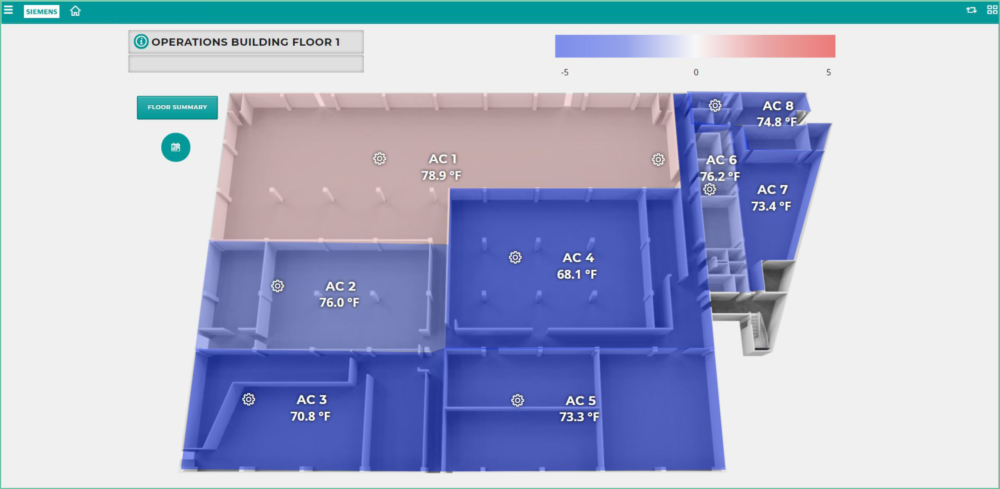 SIEMENS
OPERATIONS BUILDING FLOOR 1
-5 0 5
FLOOR SUMMARY
AC 8
74.8 °F
AC 1
78.9 °F
AC 6
76.2 °F
AC 7
73.4 °F
AC 4
68.1 °F
AC 2
76.0 °F
AC 3
70.8 °F
AC 5
73.3 °F